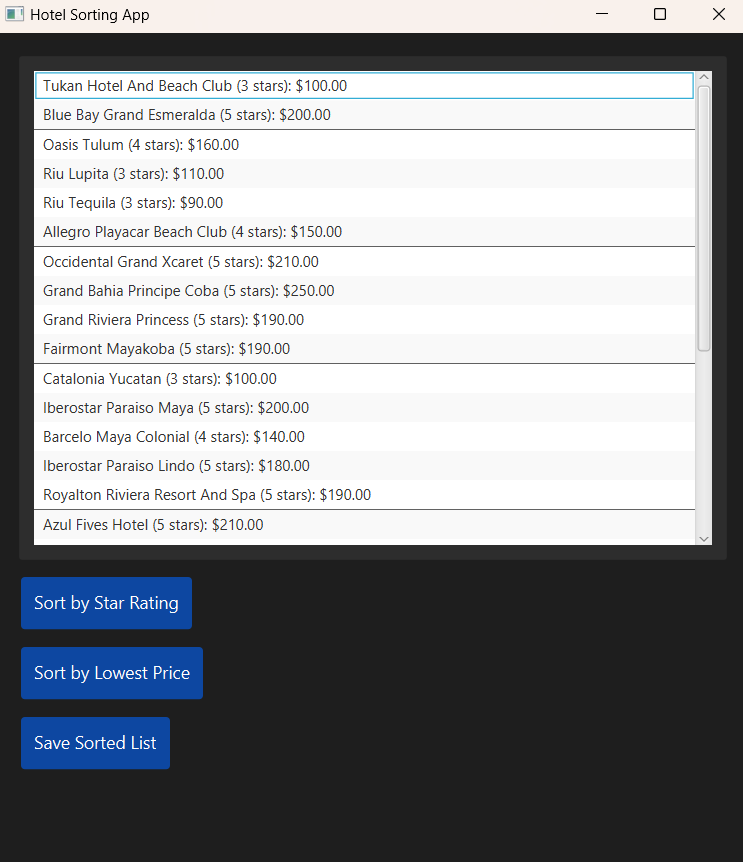 Hotel Sorting App
Tukan Hotel And Beach Club (3 stars): $100.00
Blue Bay Grand Esmeralda (5 stars): $200.00
Oasis Tulum (4 stars): $160.00
Riu Lupita (3 stars): $110.00
Riu Tequila (3 stars): $90.00
Allegro Playacar Beach Club (4 stars): $150.00
Occidental Grand Xcaret (5 stars): $210.00
Grand Bahia Principe Coba (5 stars): $250.00
Grand Riviera Princess (5 stars): $190.00
Fairmont Mayakoba (5 stars): $190.00
Catalonia Yucatan (3 stars): $100.00
Iberostar Paraiso Maya (5 stars): $200.00
Barcelo Maya Colonial (4 stars): $140.00
Iberostar Paraiso Lindo (5 stars): $180.00
Royalton Riviera Resort And Spa (5 stars): $190.00
Azul Fives Hotel (5 stars): $210.00
Sort by Star Rating
Sort by Lowest Price
Save Sorted List